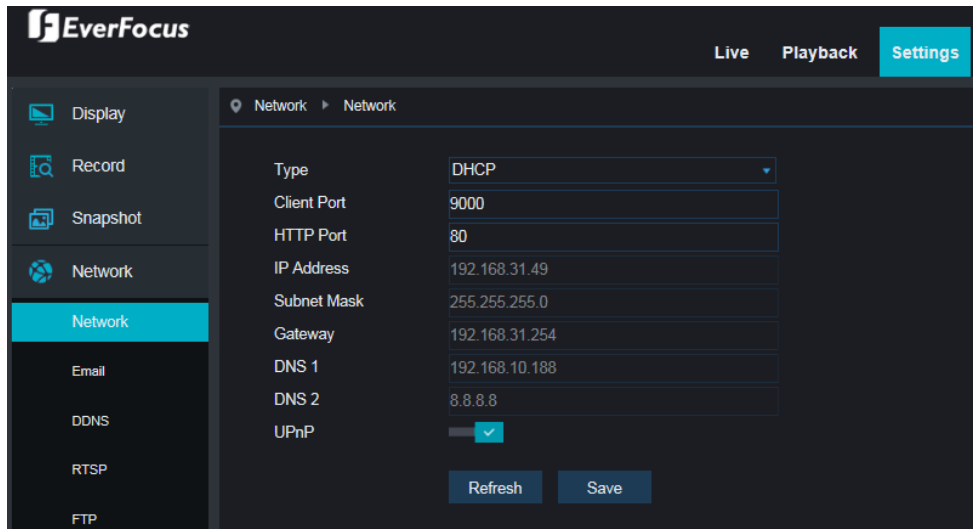 EverFocus
Live Playback Settings
Display
Record
Snapshot
Network
Network
Email
DDNS
RTSP
FTP
Network Network
Type DHCP
Client Port 9000
HTTP Port 80
IP Address 192.168.31.49
Subnet Mask 255.255.255.0
Gateway 192.168.31.254
DNS 1 192.168.10.188
DNS 2 8.8.8.8
UPnP
Refresh Save